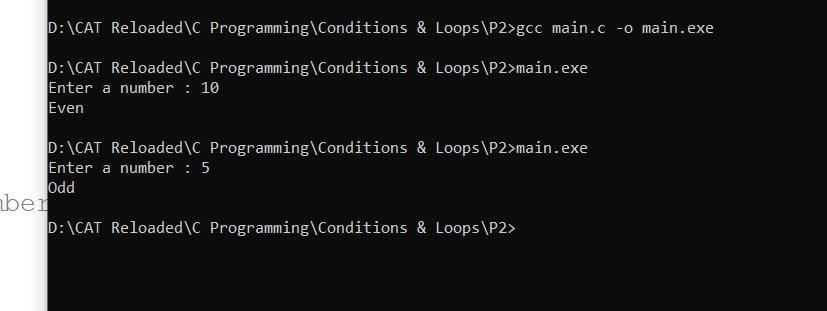 D:\CAT Reloaded\C Programming\Conditions & Loops\P2>gcc main.c -o main.exe
D:\CAT Reloaded\C Programming\Conditions & Loops\P2>main.exe
Enter a number : 10
Even
D:\CAT Reloaded\C Programming\Conditions & Loops\P2>main.exe
Enter a number : 5
Odd
D:\CAT Reloaded\C Programming\Conditions & Loops\P2>